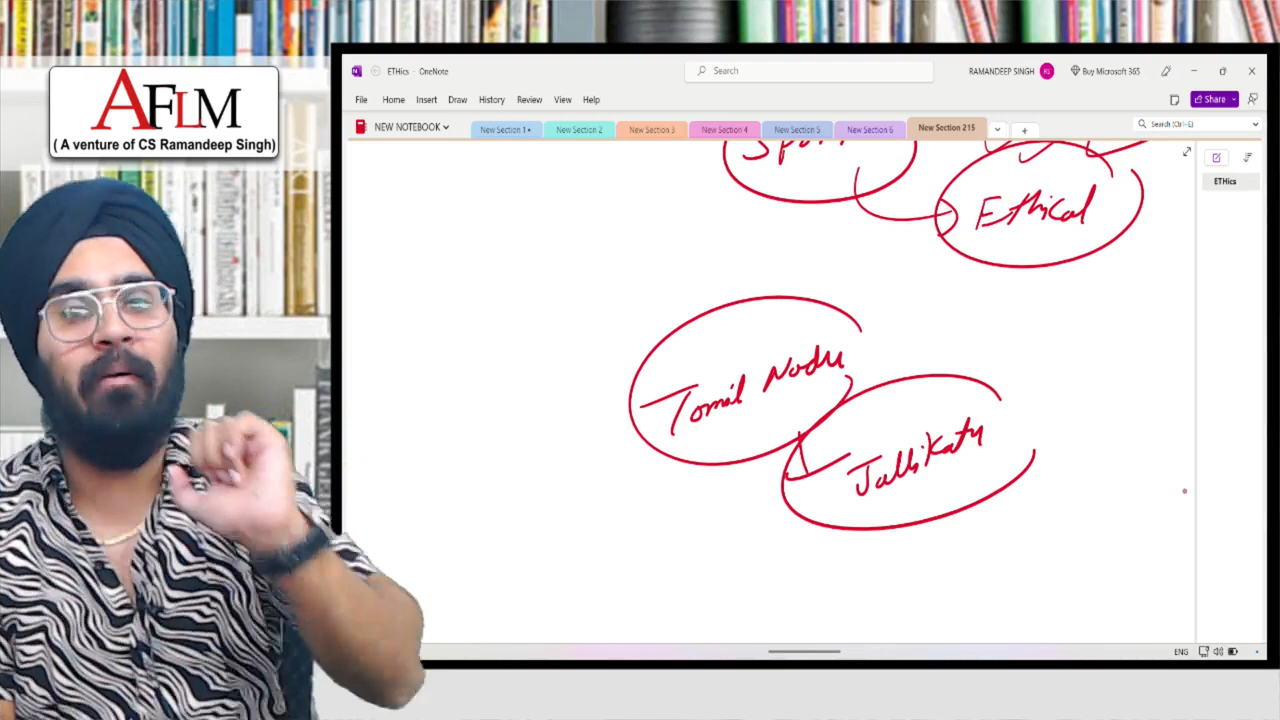 AFLM
( A venture of CS Ramandeep Singh)
ETHics - OneNote
Search
RAMANDEEP SINGH
Buy Microsoft 365
File Home Insert Draw History Review View Help
Share
NEW NOTEBOOK
New Section 1
New Section 2
New Section 3
New Section 4
New Section 5
New Section 6
New Section 215
Search (Ctrl+E)
ETHics
Ethical
Tamil Nadu
Jallikatu
ENG